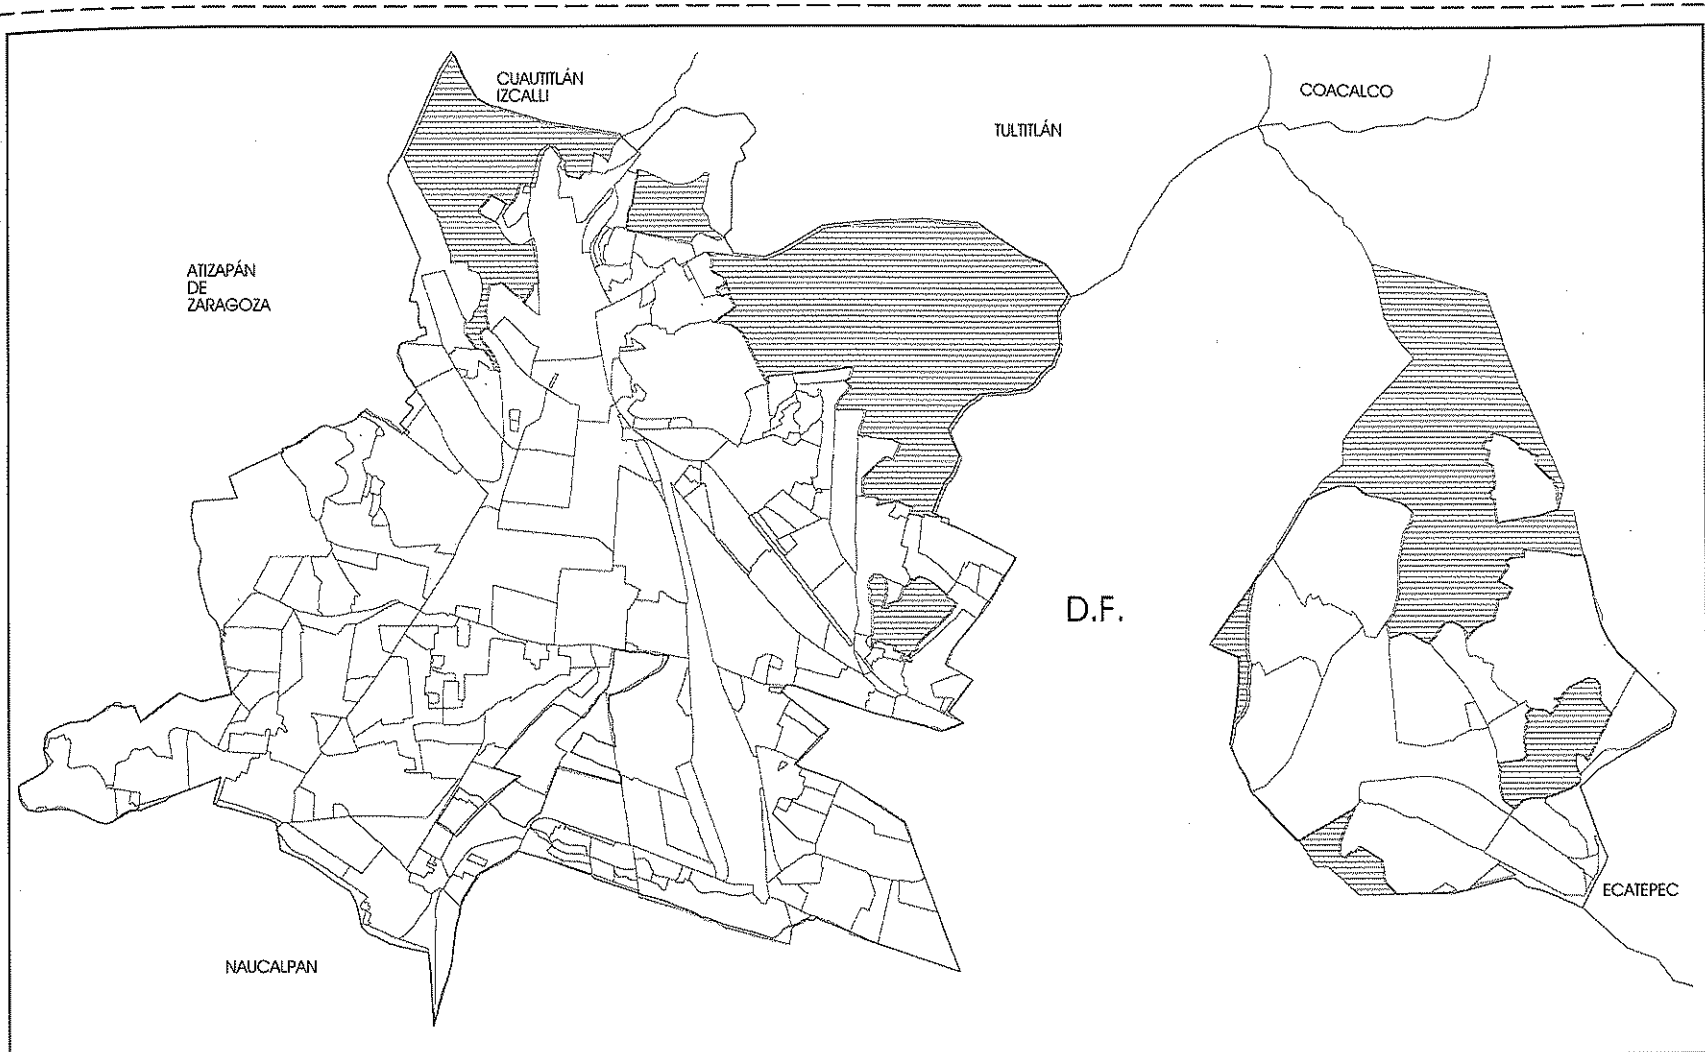 CUAUTITLÁN
IZCALLI
COACALCO
TULTITLÁN
ATIZAPÁN
DE
ZARAGOZA
D.F.
ECATEPEC
NAUCALPAN